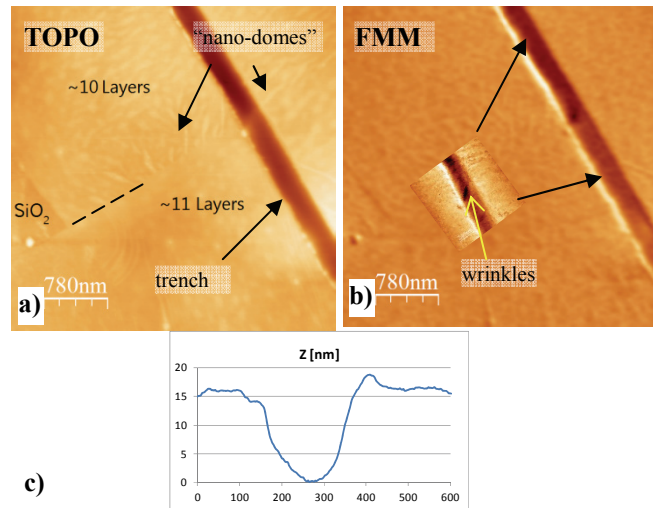 TOPO
“nano-domes”
~10 Layers
SiO2
~11 Layers
780nm
trench
a)
FMM
wrinkles
780nm
b)
Z [nm]
20
15
10
5
0
0 100 200 300 400 500 600
c)